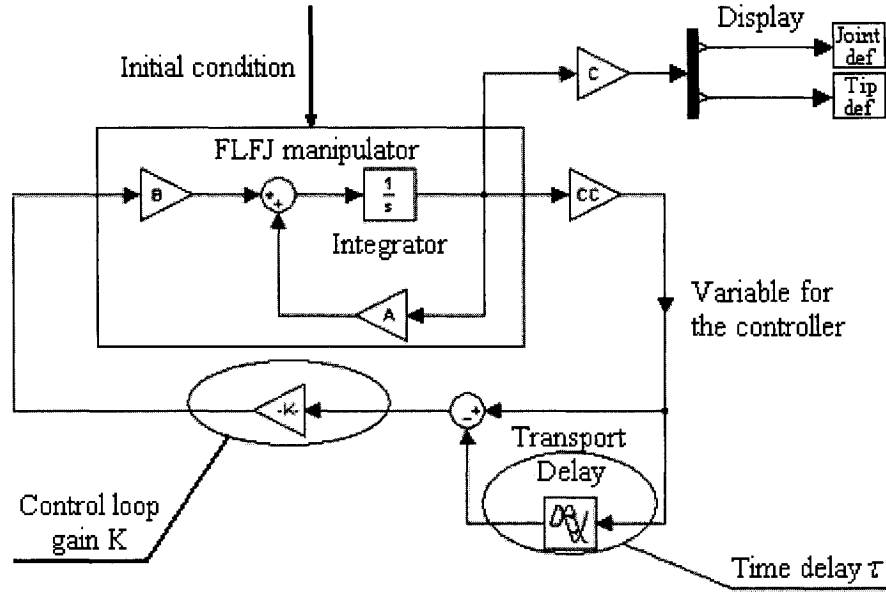 Display
Joint
def
Tip
def
Initial condition
C
FLFJ manipulator
B
+
+
1
s
CC
Integrator
A
Variable for
the controller
-K-
- +
Transport
Delay
Control loop
gain K
Time delay τ